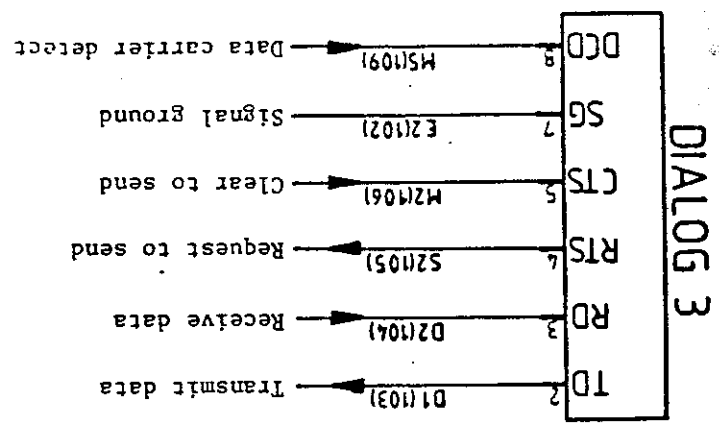 DIALOG 3
TD 2 D1(103) Transmit data
RD 3 D2(104) Receive data
RTS 4 S2(105) Request to send
CTS 5 M2(106) Clear to send
SG 7 E2(102) Signal ground
DCD 8 M5(109) Data carrier detect